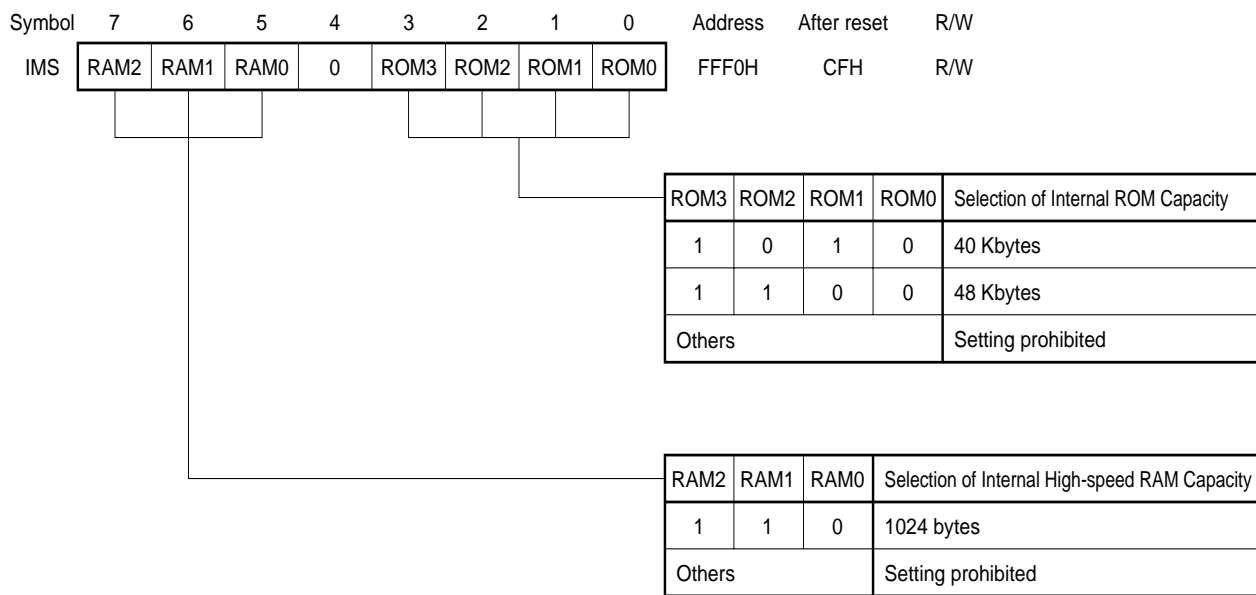 Symbol 7 6 5 4 3 2 1 0 Address After reset R/W
IMS RAM2 RAM1 RAM0 0 ROM3 ROM2 ROM1 ROM0 FFF0H CFH R/W
ROM3 ROM2 ROM1 ROM0 Selection of Internal ROM Capacity
1 0 1 0 40 Kbytes
1 1 0 0 48 Kbytes
Others Setting prohibited
RAM2 RAM1 RAM0 Selection of Internal High-speed RAM Capacity
1 1 0 1024 bytes
Others Setting prohibited